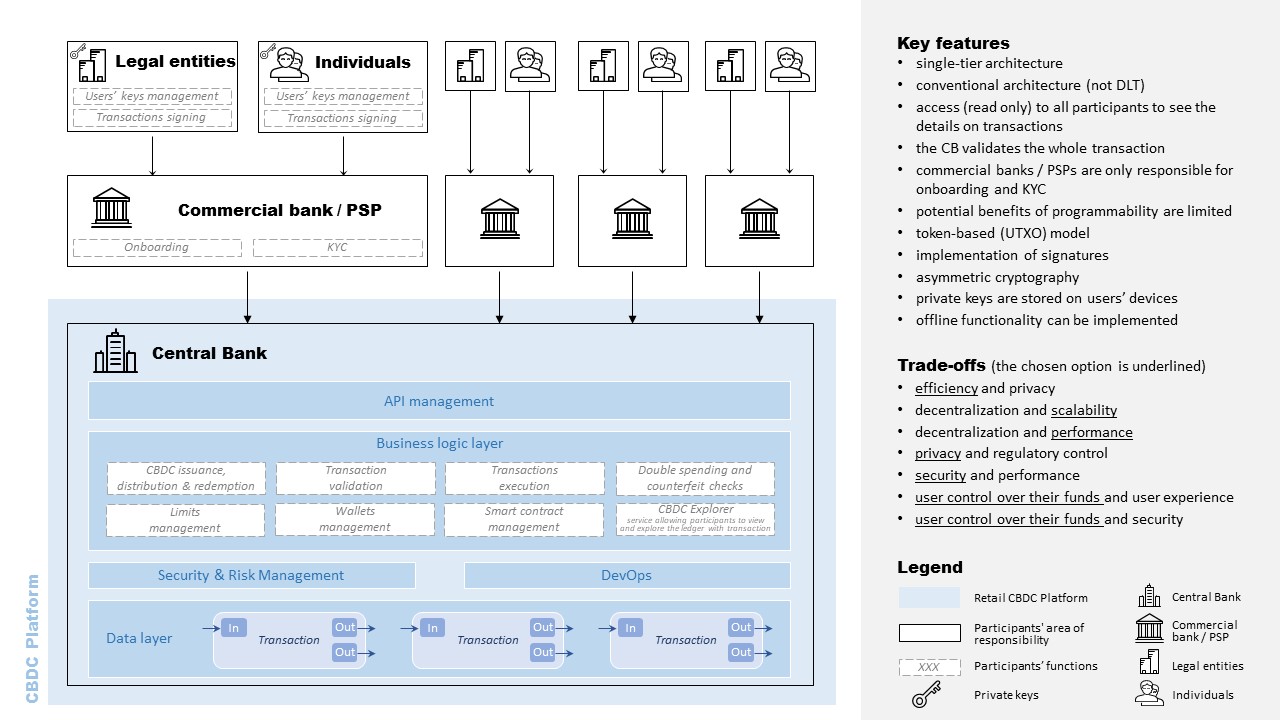 Legal entities
Users' keys management
Transactions signing
Individuals
Users' keys management
Transactions signing
Commercial bank / PSP
Onboarding
KYC
Central Bank
API management
Business logic layer
CBDC issuance,
distribution & redemption
Transaction
validation
Transactions
execution
Double spending and
counterfeit checks
Limits
management
Wallets
management
Smart contract
management
CBDC Explorer
service allowing participants to view
and explore the ledger with transaction
Security & Risk Management
DevOps
Data layer
In
Transaction
Out
Out
In
Transaction
Out
Out
In
Transaction
Out
Out
CBDC Platform
Key features
• single-tier architecture
• conventional architecture (not DLT)
• access (read only) to all participants to see the
details on transactions
• the CB validates the whole transaction
• commercial banks / PSPs are only responsible for
onboarding and KYC
• potential benefits of programmability are limited
• token-based (UTXO) model
• implementation of signatures
• asymmetric cryptography
• private keys are stored on users' devices
• offline functionality can be implemented
Trade-offs (the chosen option is underlined)
• efficiency and privacy
• decentralization and scalability
• decentralization and performance
• privacy and regulatory control
• security and performance
• user control over their funds and user experience
• user control over their funds and security
Legend
Retail CBDC Platform
Participants' area of
responsibility
XXX
Participants' functions
Private keys
Central Bank
Commercial
bank / PSP
Legal entities
Individuals